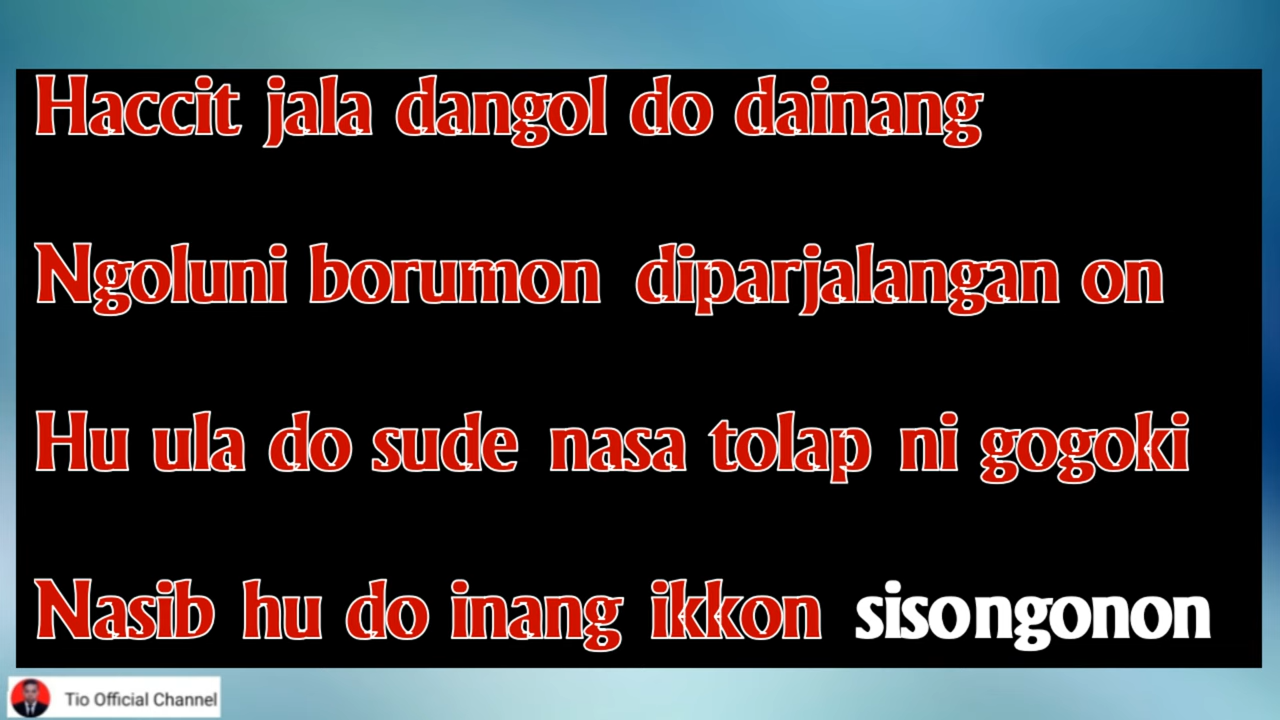 Haccit jala dangol do dainang
Ngoluni borumon diparjalangan on
Hu ula do sude nasa tolap ni gogoki
Nasib hu do inang ikkon sisongonon
Tio Official Channel